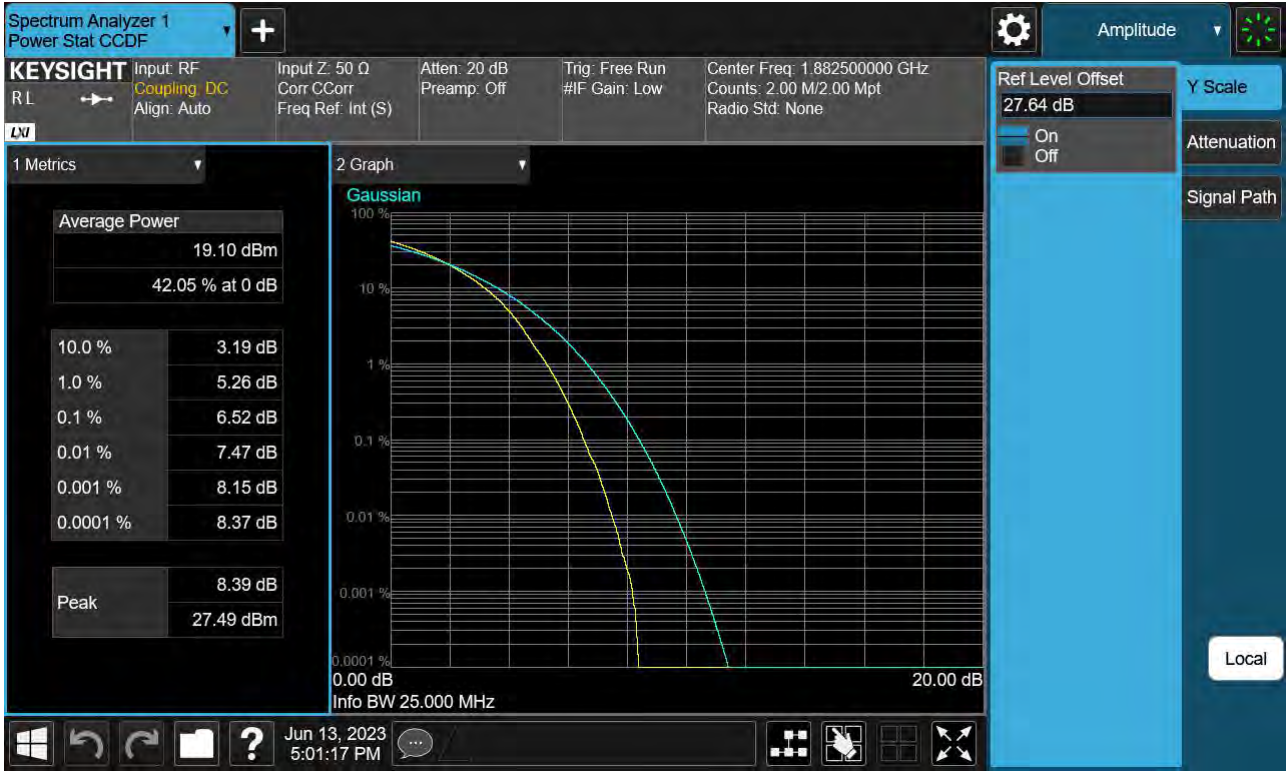 Spectrum Analyzer 1
Power Stat CCDF
Amplitude
KEYSIGHT
RL
LXI
Input: RF
Coupling: DC
Align: Auto
Input Z: 50 Ω
Corr CCorr
Freq Ref: Int (S)
Atten: 20 dB
Preamp: Off
Trig: Free Run
#IF Gain: Low
Center Freq: 1.882500000 GHz
Counts: 2.00 M/2.00 Mpt
Radio Std: None
Ref Level Offset
27.64 dB
On
Off
Y Scale
Attenuation
Signal Path
Local
1 Metrics
Average Power
19.10 dBm
42.05 % at 0 dB
10.0 % 3.19 dB
1.0 % 5.26 dB
0.1 % 6.52 dB
0.01 % 7.47 dB
0.001 % 8.15 dB
0.0001 % 8.37 dB
Peak
8.39 dB
27.49 dBm
2 Graph
Gaussian
100 %
10 %
1 %
0.1 %
0.01 %
0.001 %
0.0001 %
0.00 dB 20.00 dB
Info BW 25.000 MHz
?
Jun 13, 2023
5:01:17 PM